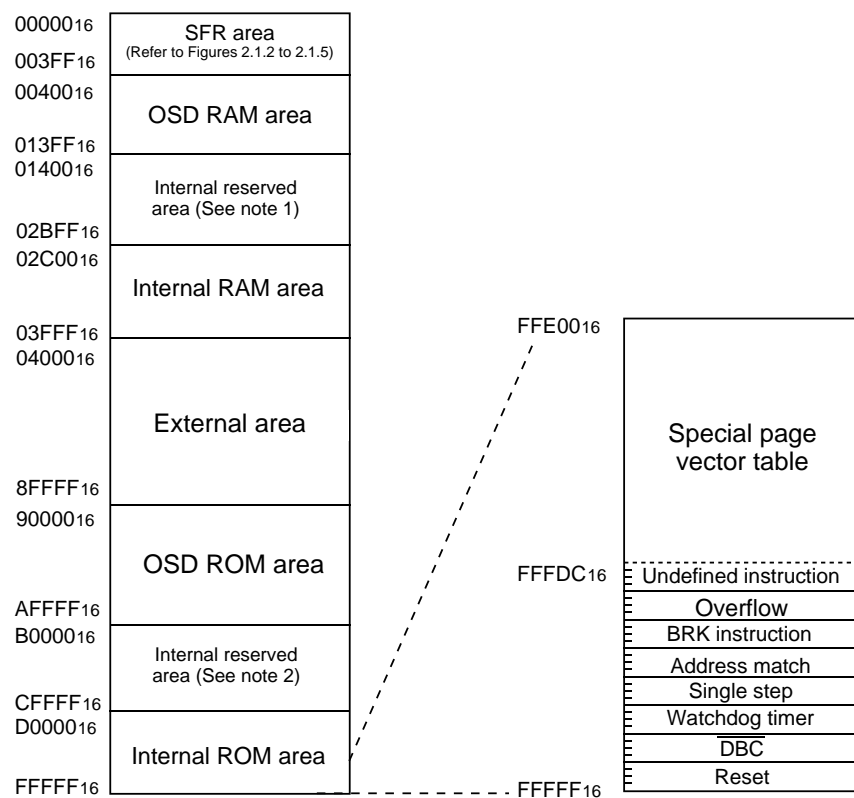 00000₁₆
SFR area
(Refer to Figures 2.1.2 to 2.1.5)
003FF₁₆
00400₁₆
OSD RAM area
013FF₁₆
01400₁₆
Internal reserved
area (See note 1)
02BFF₁₆
02C00₁₆
Internal RAM area
03FFF₁₆
04000₁₆
External area
8FFFF₁₆
90000₁₆
OSD ROM area
AFFFF₁₆
B0000₁₆
Internal reserved
area (See note 2)
CFFFF₁₆
D0000₁₆
Internal ROM area
FFFFF₁₆
FFE00₁₆
Special page
vector table
FFFDC₁₆
Undefined instruction
Overflow
BRK instruction
Address match
Single step
Watchdog timer
D̅B̅C̅
Reset
FFFFF₁₆